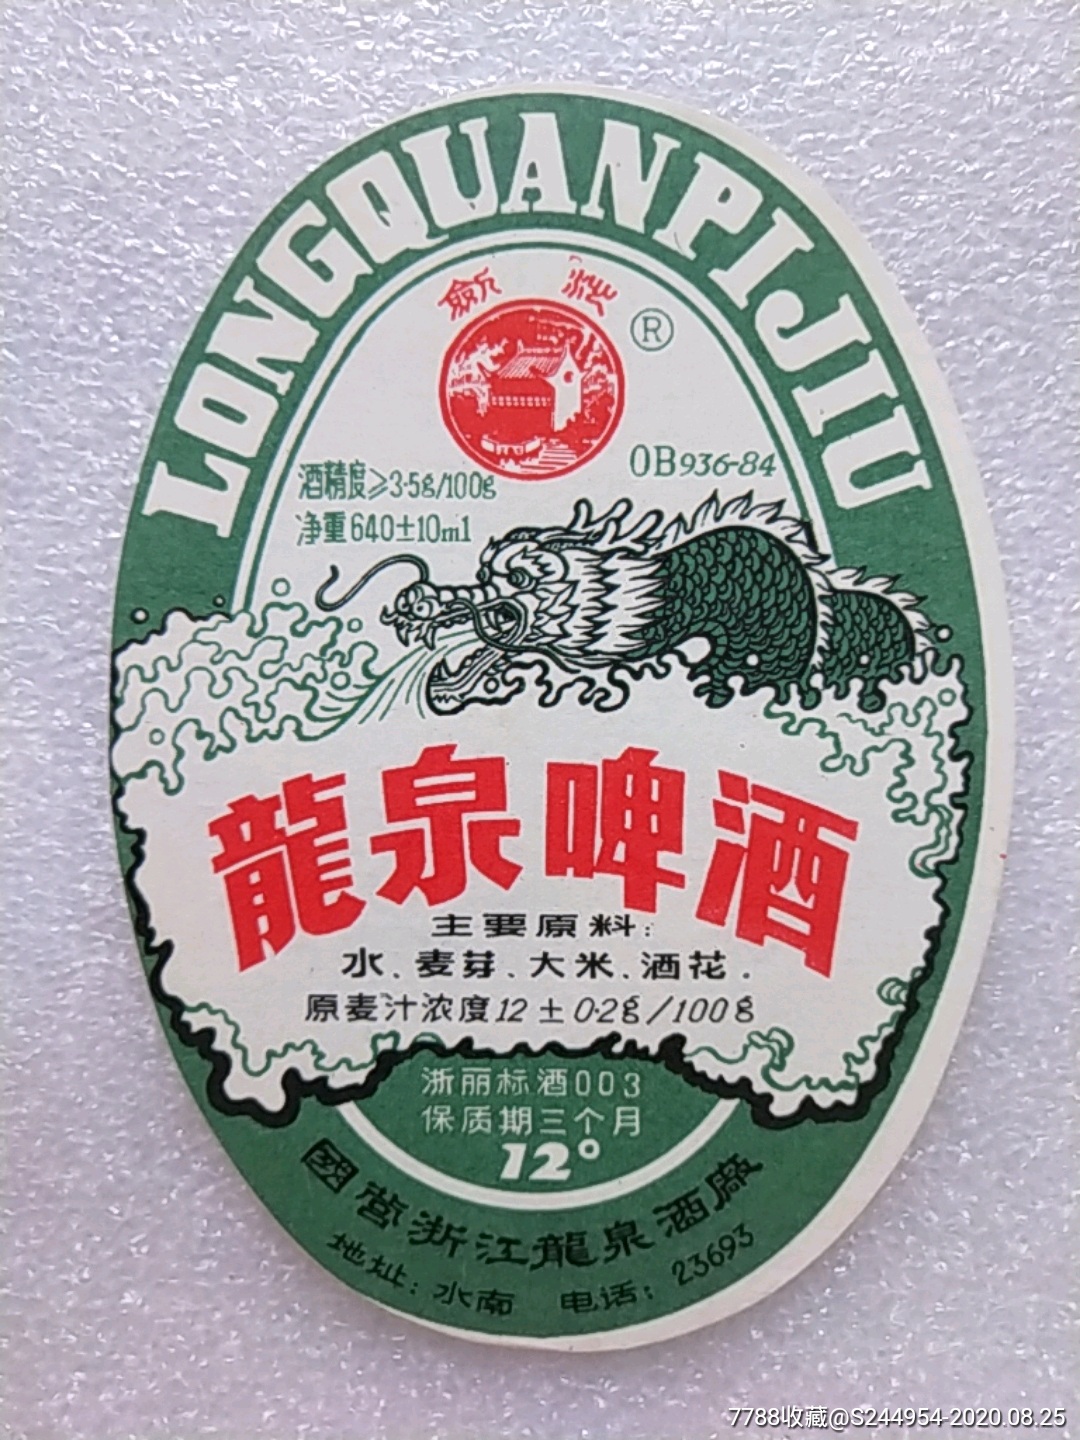 LONGQUANPIJIU
剑池
®
OB936-84
酒精度≥3·5g/100g
净重640±10ml
龍泉啤酒
主要原料:
水、麦芽、大米、酒花.
原麦汁浓度12±0·2g/100g
浙丽标酒003
保质期三个月
12°
國营浙江龍泉酒廠
地址:水南 电话:23693
7788收藏@S244954-2020.08.25